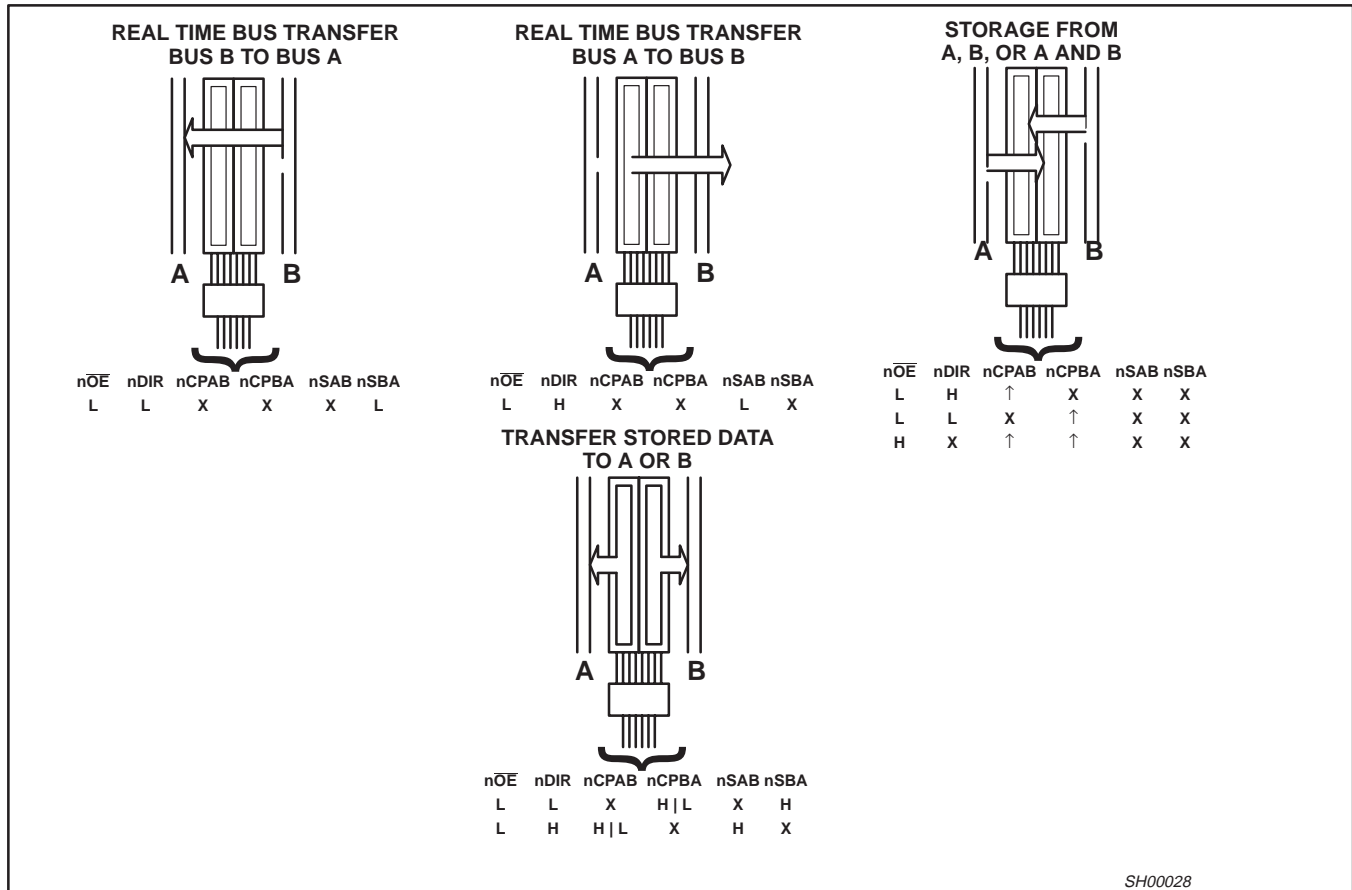 REAL TIME BUS TRANSFER
BUS B TO BUS A
A B
nOE nDIR nCPAB nCPBA nSAB nSBA
L L X X X L
REAL TIME BUS TRANSFER
BUS A TO BUS B
A B
nOE nDIR nCPAB nCPBA nSAB nSBA
L H X X L X
STORAGE FROM
A, B, OR A AND B
A B
nOE nDIR nCPAB nCPBA nSAB nSBA
L H ↑ X X X
L L X ↑ X X
H X ↑ ↑ X X
TRANSFER STORED DATA
TO A OR B
A B
nOE nDIR nCPAB nCPBA nSAB nSBA
L L X H | L X H
L H H | L X H X
SH00028